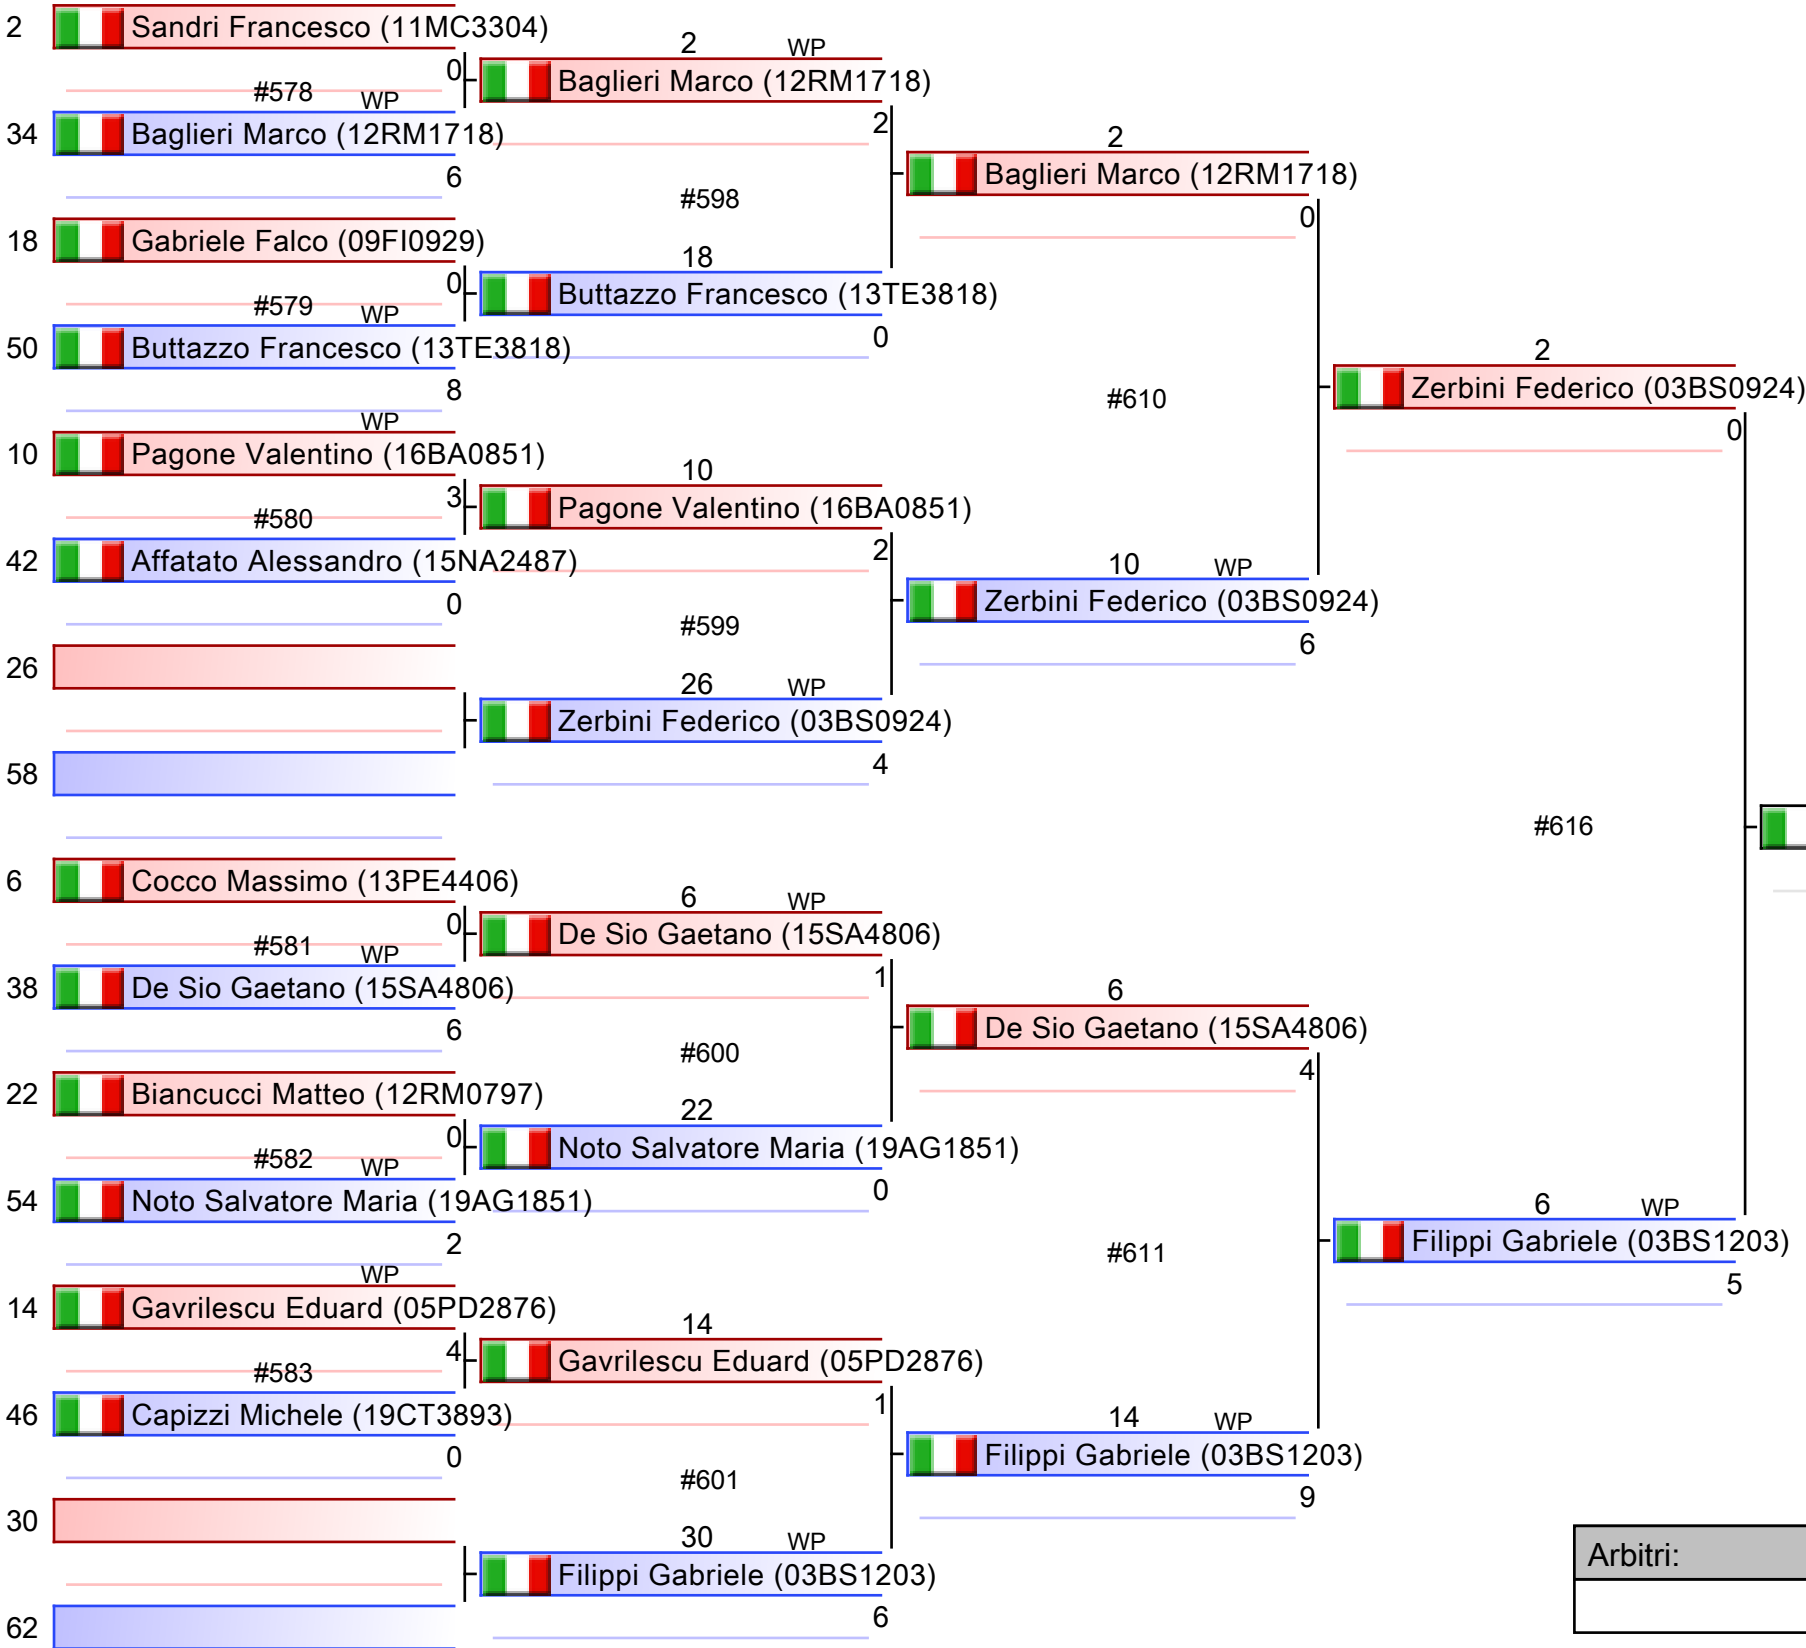 2 Sandri Francesco (11MC3304)
0
#578 WP
34 Baglieri Marco (12RM1718)
6
18 Gabriele Falco (09FI0929)
0
#579 WP
50 Buttazzo Francesco (13TE3818)
8
WP
10 Pagone Valentino (16BA0851)
3
#580
42 Affatato Alessandro (15NA2487)
0
26
58
6 Cocco Massimo (13PE4406)
0
#581 WP
38 De Sio Gaetano (15SA4806)
6
22 Biancucci Matteo (12RM0797)
0
#582 WP
54 Noto Salvatore Maria (19AG1851)
2
WP
14 Gavrilescu Eduard (05PD2876)
4
#583
46 Capizzi Michele (19CT3893)
0
30
62
2 WP
Baglieri Marco (12RM1718)
2
#598
18
Buttazzo Francesco (13TE3818)
0
10
Pagone Valentino (16BA0851)
2
#599
26 WP
Zerbini Federico (03BS0924)
4
6 WP
De Sio Gaetano (15SA4806)
1
#600
22
Noto Salvatore Maria (19AG1851)
0
14
Gavrilescu Eduard (05PD2876)
1
#601
30 WP
Filippi Gabriele (03BS1203)
6
2
Baglieri Marco (12RM1718)
0
#610
10 WP
Zerbini Federico (03BS0924)
6
6
De Sio Gaetano (15SA4806)
4
#611
14 WP
Filippi Gabriele (03BS1203)
9
2
Zerbini Federico (03BS0924)
0
#616
6 WP
Filippi Gabriele (03BS1203)
5
Arbitri: